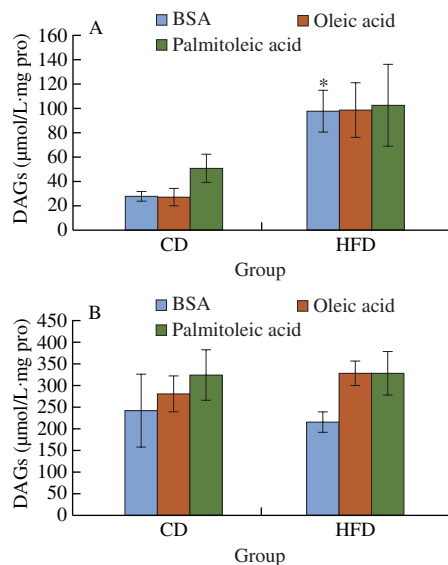 A
BSA
Oleic acid
Palmitoleic acid
DAGs (μmol/L·mg pro)
160
140
120
100
80
60
40
20
0
*
CD
HFD
Group
B
BSA
Oleic acid
Palmitoleic acid
DAGs (μmol/L·mg pro)
450
400
350
300
250
200
150
100
50
0
CD
HFD
Group